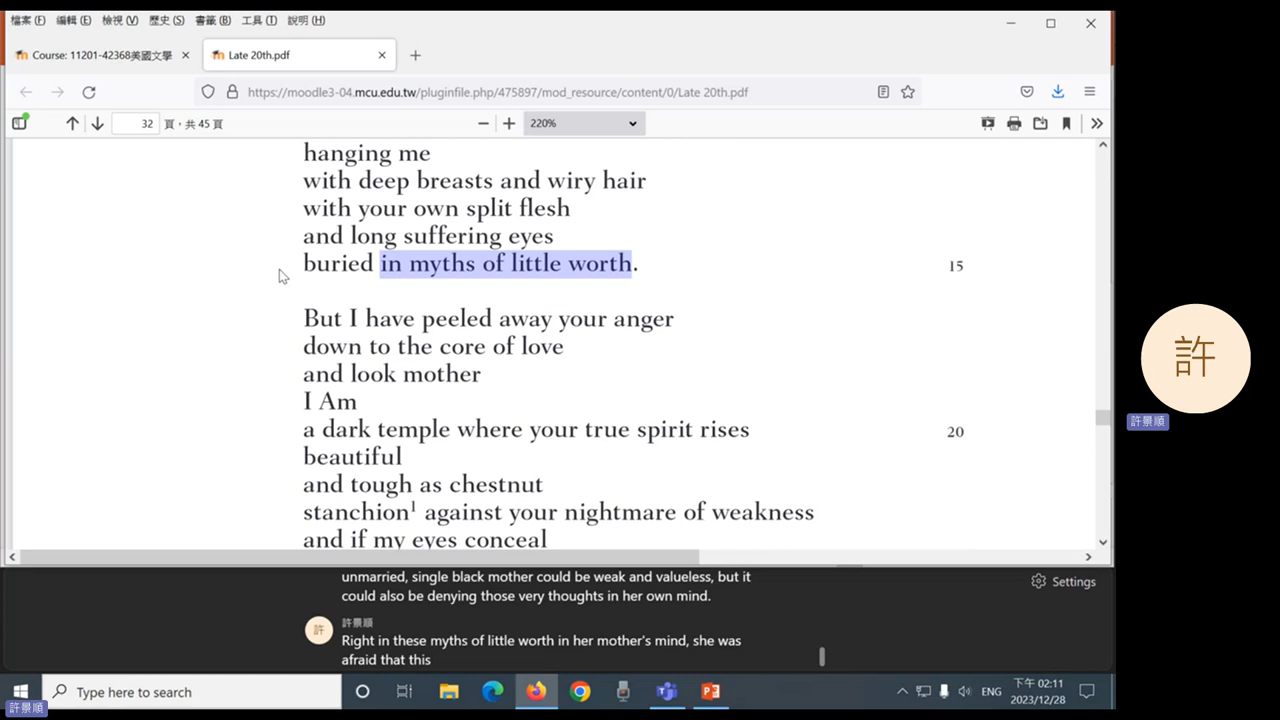 檔案(F) 編輯(E) 檢視(V) 歷史(S) 書籤(B) 工具(T) 說明(H)
Course: 11201-42368美國文學
Late 20th.pdf
https://moodle3-04.mcu.edu.tw/pluginfile.php/475897/mod_resource/content/0/Late 20th.pdf
32 頁，共 45 頁
220%
hanging me
with deep breasts and wiry hair
with your own split flesh
and long suffering eyes
buried in myths of little worth. 15
But I have peeled away your anger
down to the core of love
and look mother
I Am
a dark temple where your true spirit rises 20
beautiful
and tough as chestnut
stanchion¹ against your nightmare of weakness
and if my eyes conceal
許
許景順
unmarried, single black mother could be weak and valueless, but it
could also be denying those very thoughts in her own mind.
Settings
許
許景順
Right in these myths of little worth in her mother's mind, she was
afraid that this
Type here to search
ENG
下午 02:11
2023/12/28
許景順